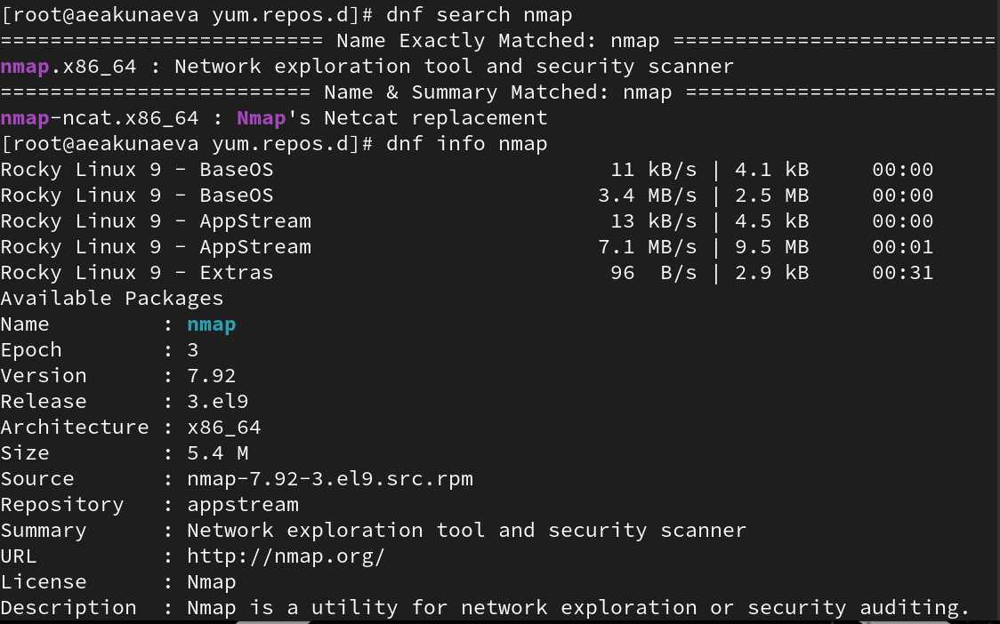 [root@aeakunaeva yum.repos.d]# dnf search nmap
========================== Name Exactly Matched: nmap ==========================
nmap.x86_64 : Network exploration tool and security scanner
========================= Name & Summary Matched: nmap =========================
nmap-ncat.x86_64 : Nmap's Netcat replacement
[root@aeakunaeva yum.repos.d]# dnf info nmap
Rocky Linux 9 - BaseOS                           11 kB/s | 4.1 kB     00:00
Rocky Linux 9 - BaseOS                          3.4 MB/s | 2.5 MB     00:00
Rocky Linux 9 - AppStream                        13 kB/s | 4.5 kB     00:00
Rocky Linux 9 - AppStream                       7.1 MB/s | 9.5 MB     00:01
Rocky Linux 9 - Extras                           96  B/s | 2.9 kB     00:31
Available Packages
Name         : nmap
Epoch        : 3
Version      : 7.92
Release      : 3.el9
Architecture : x86_64
Size         : 5.4 M
Source       : nmap-7.92-3.el9.src.rpm
Repository   : appstream
Summary      : Network exploration tool and security scanner
URL          : http://nmap.org/
License      : Nmap
Description  : Nmap is a utility for network exploration or security auditing.